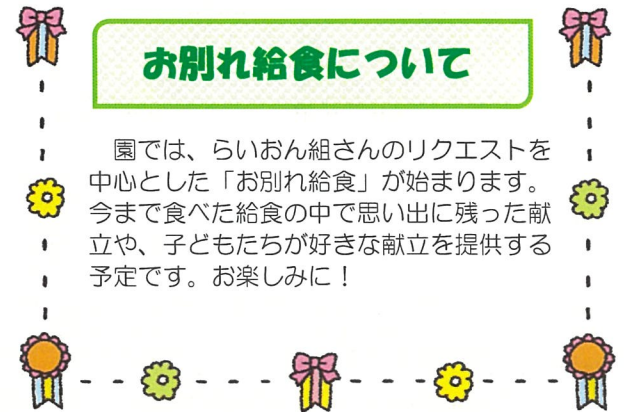 お別れ給食について
園では、らいおん組さんのリクエストを
中心とした「お別れ給食」が始まります。
今まで食べた給食の中で思い出に残った献
立や、子どもたちが好きな献立を提供する
予定です。お楽しみに！